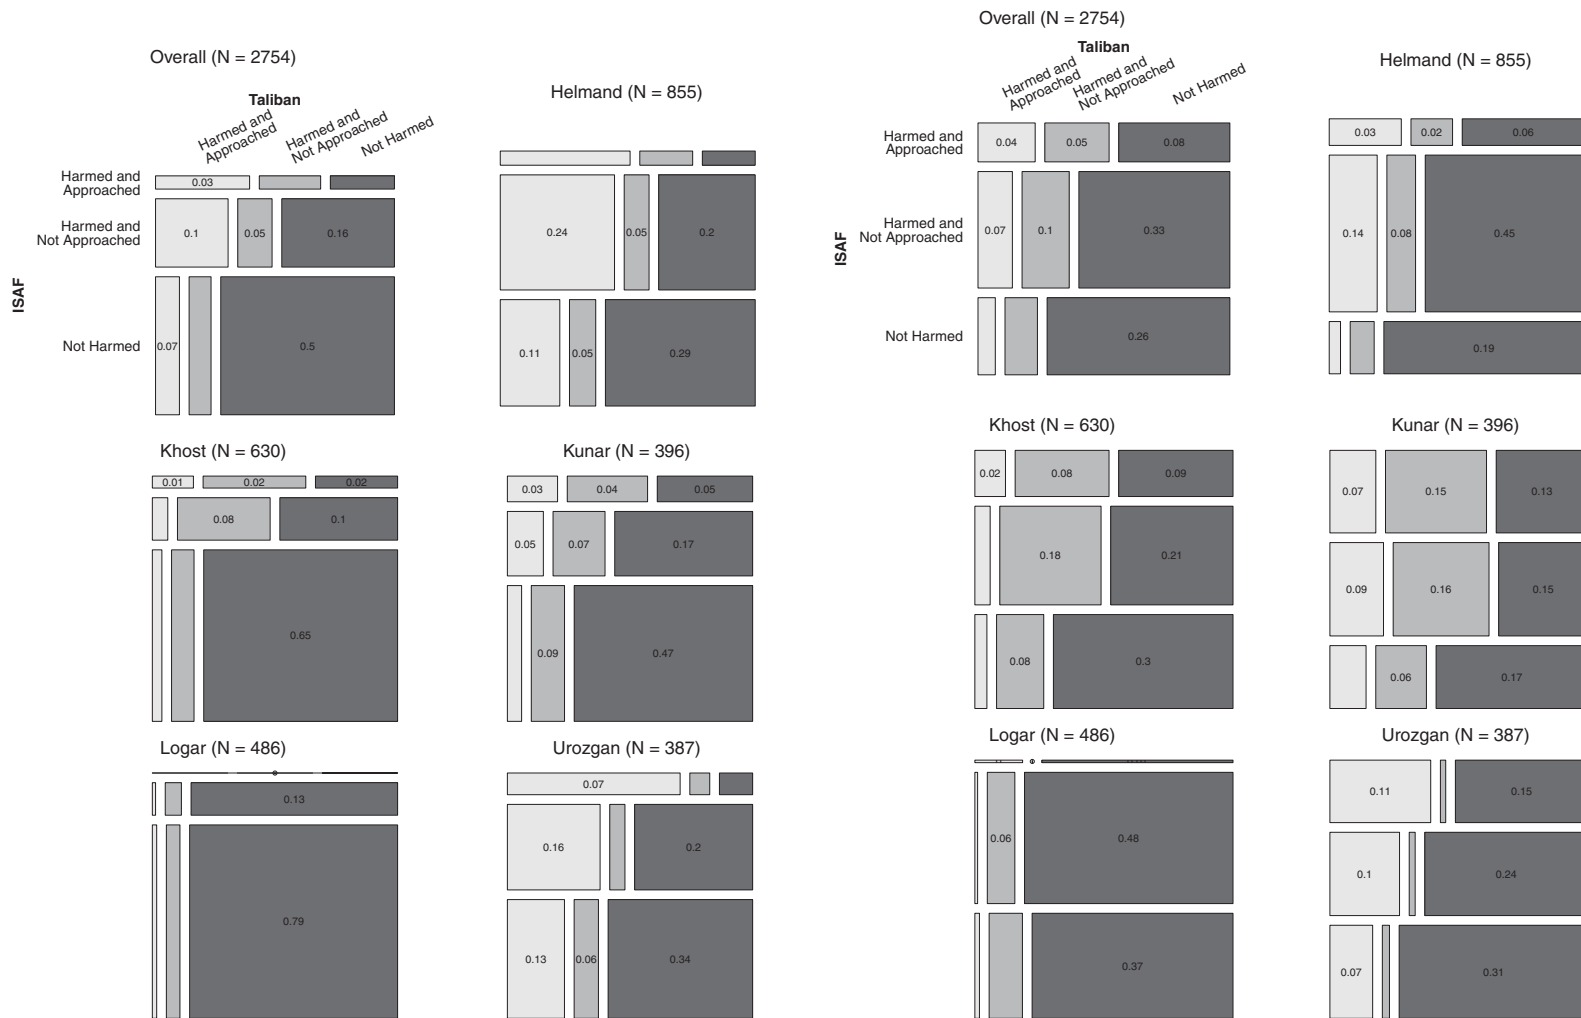 Overall (N = 2754)
Taliban
Harmed and
Approached
Harmed and
Not Approached
Not Harmed
ISAF
Harmed and
Approached
0.03
Harmed and
Not Approached
0.1
0.05
0.16
Not Harmed
0.07
0.5
Helmand (N = 855)
0.24
0.05
0.2
0.11
0.05
0.29
Khost (N = 630)
0.01
0.02
0.02
0.08
0.1
0.65
Kunar (N = 396)
0.03
0.04
0.05
0.05
0.07
0.17
0.09
0.47
Logar (N = 486)
0.13
0.79
Urozgan (N = 387)
0.07
0.16
0.2
0.13
0.06
0.34
Overall (N = 2754)
Taliban
Harmed and
Approached
Harmed and
Not Approached
Not Harmed
ISAF
Harmed and
Approached
0.04
0.05
0.08
Harmed and
Not Approached
0.07
0.1
0.33
Not Harmed
0.26
Helmand (N = 855)
0.03
0.02
0.06
0.14
0.08
0.45
0.19
Khost (N = 630)
0.02
0.08
0.09
0.18
0.21
0.08
0.3
Kunar (N = 396)
0.07
0.15
0.13
0.09
0.16
0.15
0.06
0.17
Logar (N = 486)
0.06
0.48
0.37
Urozgan (N = 387)
0.11
0.15
0.1
0.24
0.07
0.31